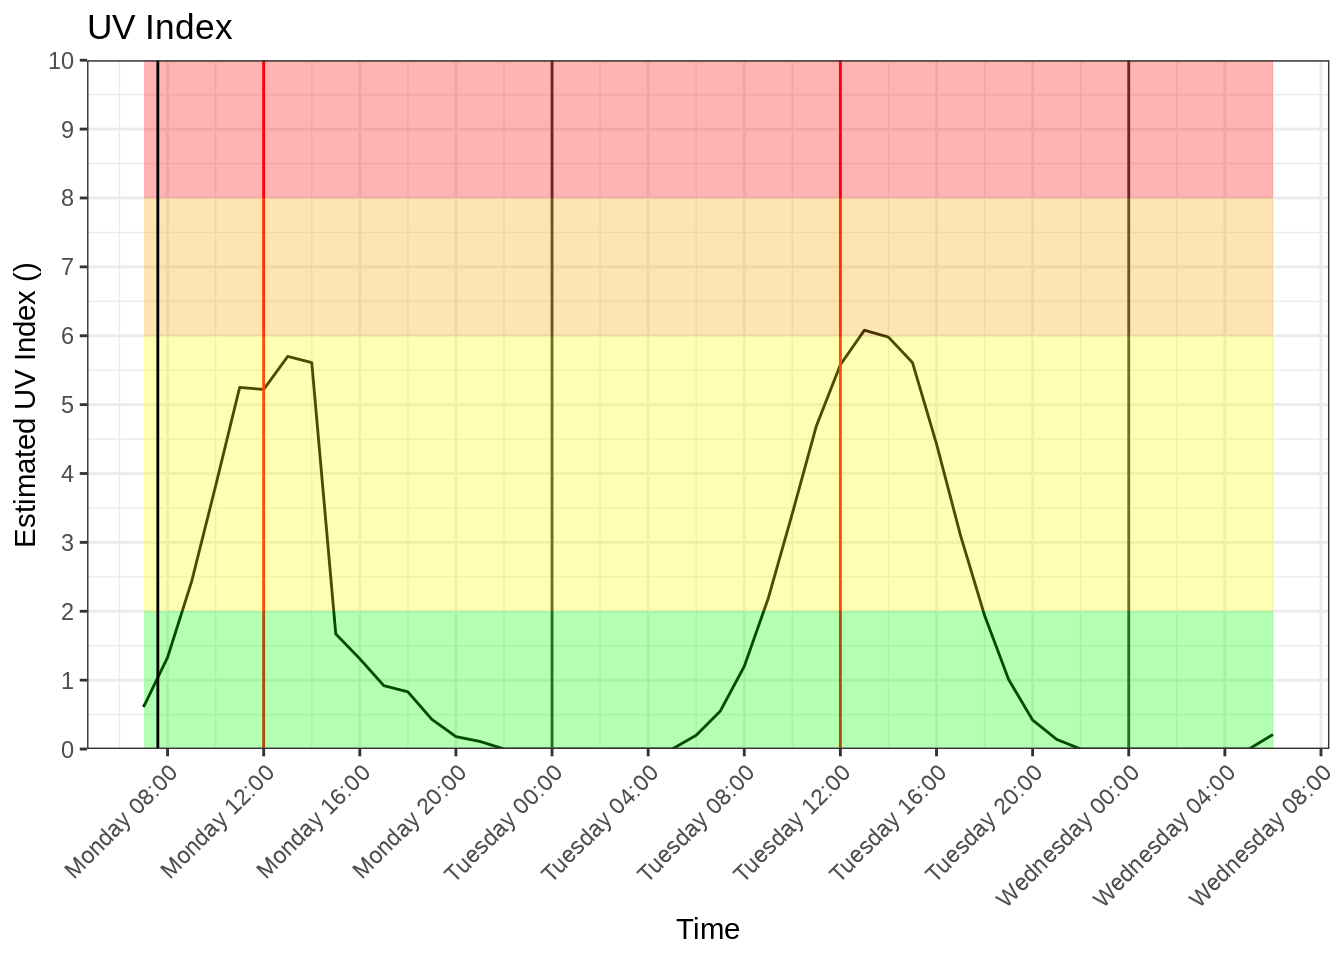 UV Index
10
9
8
7
6
5
4
3
2
1
0
Estimated UV Index ()
Monday 08:00
Monday 12:00
Monday 16:00
Monday 20:00
Tuesday 00:00
Tuesday 04:00
Tuesday 08:00
Tuesday 12:00
Tuesday 16:00
Tuesday 20:00
Wednesday 00:00
Wednesday 04:00
Wednesday 08:00
Time